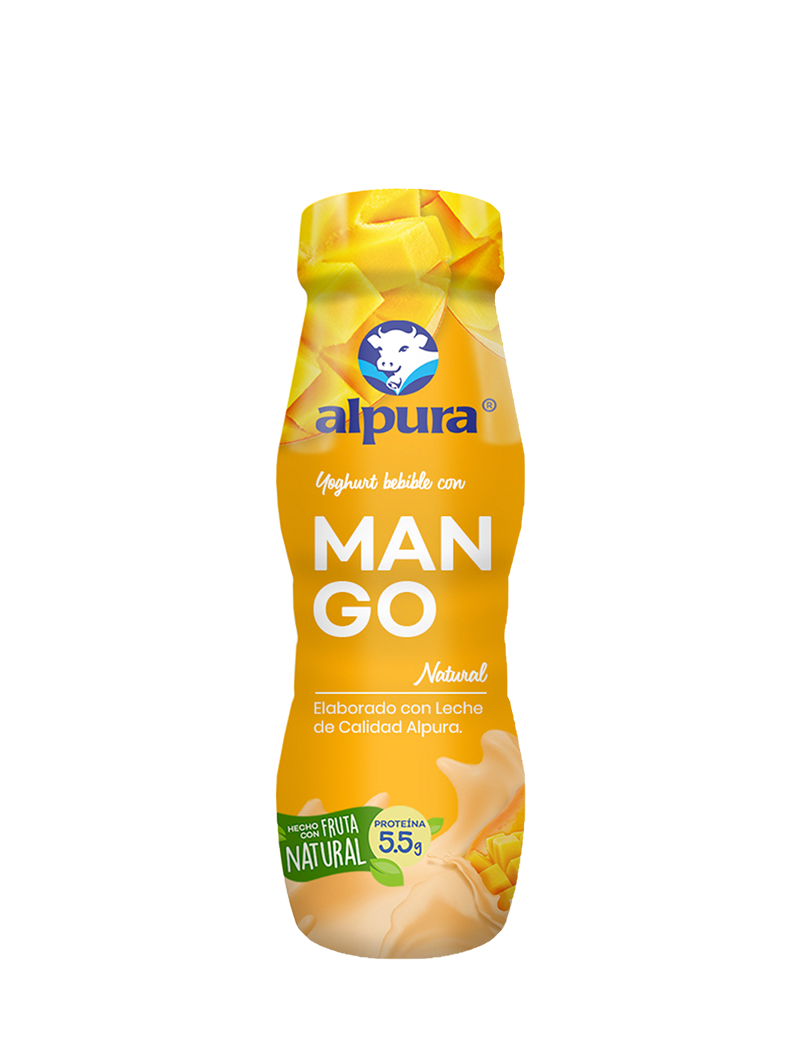 alpura®
Yoghurt bebible con
MAN
GO
Natural
Elaborado con Leche
de Calidad Alpura.
HECHO
CON FRUTA
NATURAL
PROTEÍNA
5.5g